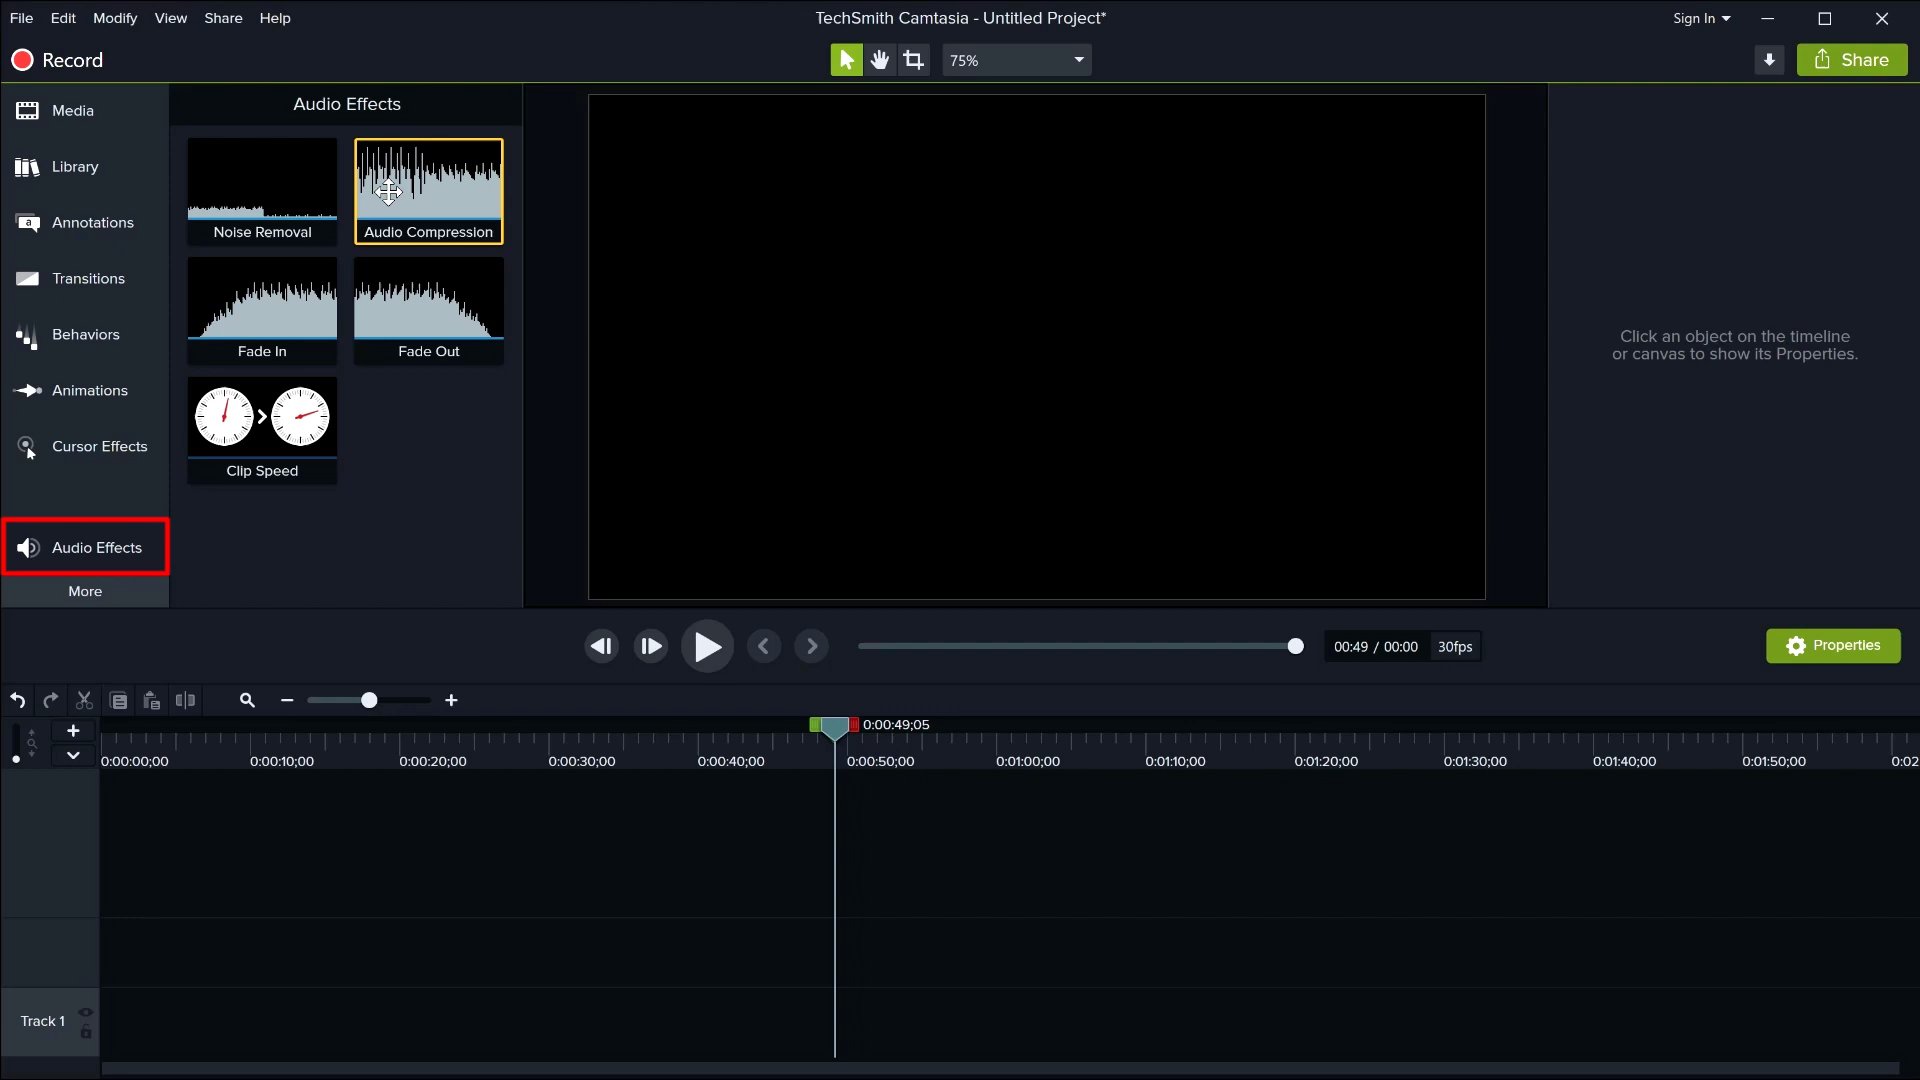 File Edit Modify View Share Help
TechSmith Camtasia - Untitled Project*
Sign In
Record
75%
Share
Media
Library
Annotations
Transitions
Behaviors
Animations
Cursor Effects
Audio Effects
More
Audio Effects
Noise Removal
Audio Compression
Fade In
Fade Out
Clip Speed
Click an object on the timeline
or canvas to show its Properties.
00:49 / 00:00
30fps
Properties
0:00:49;05
0:00:00;00
0:00:10;00
0:00:20;00
0:00:30;00
0:00:40;00
0:00:50;00
0:01:00;00
0:01:10;00
0:01:20;00
0:01:30;00
0:01:40;00
0:01:50;00
0:02
Track 1